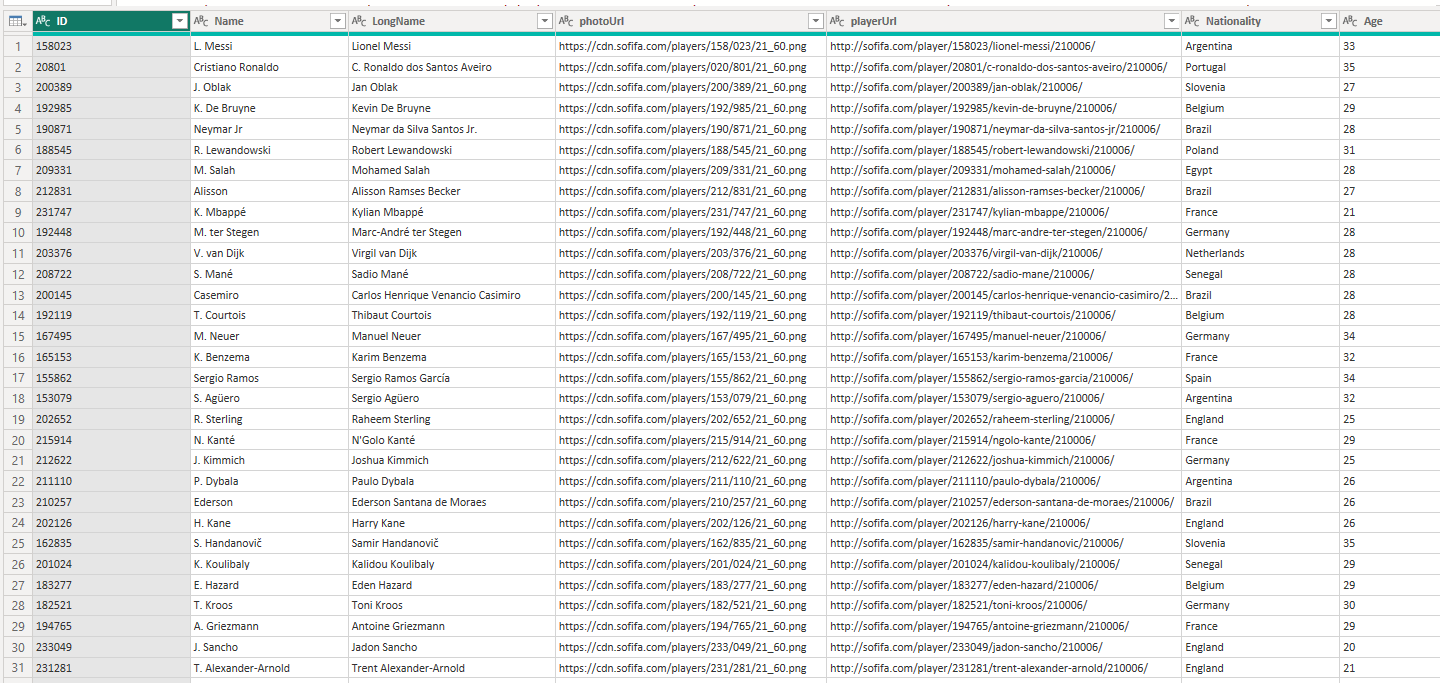 ABC ID ABC Name ABC LongName ABC photoUrl ABC playerUrl ABC Nationality ABC Age
1 158023 L. Messi Lionel Messi https://cdn.sofifa.com/players/158/023/21_60.png http://sofifa.com/player/158023/lionel-messi/210006/ Argentina 33
2 20801 Cristiano Ronaldo C. Ronaldo dos Santos Aveiro https://cdn.sofifa.com/players/020/801/21_60.png http://sofifa.com/player/20801/c-ronaldo-dos-santos-aveiro/210006/ Portugal 35
3 200389 J. Oblak Jan Oblak https://cdn.sofifa.com/players/200/389/21_60.png http://sofifa.com/player/200389/jan-oblak/210006/ Slovenia 27
4 192985 K. De Bruyne Kevin De Bruyne https://cdn.sofifa.com/players/192/985/21_60.png http://sofifa.com/player/192985/kevin-de-bruyne/210006/ Belgium 29
5 190871 Neymar Jr Neymar da Silva Santos Jr. https://cdn.sofifa.com/players/190/871/21_60.png http://sofifa.com/player/190871/neymar-da-silva-santos-jr/210006/ Brazil 28
6 188545 R. Lewandowski Robert Lewandowski https://cdn.sofifa.com/players/188/545/21_60.png http://sofifa.com/player/188545/robert-lewandowski/210006/ Poland 31
7 209331 M. Salah Mohamed Salah https://cdn.sofifa.com/players/209/331/21_60.png http://sofifa.com/player/209331/mohamed-salah/210006/ Egypt 28
8 212831 Alisson Alisson Ramses Becker https://cdn.sofifa.com/players/212/831/21_60.png http://sofifa.com/player/212831/alisson-ramses-becker/210006/ Brazil 27
9 231747 K. Mbappé Kylian Mbappé https://cdn.sofifa.com/players/231/747/21_60.png http://sofifa.com/player/231747/kylian-mbappe/210006/ France 21
10 192448 M. ter Stegen Marc-André ter Stegen https://cdn.sofifa.com/players/192/448/21_60.png http://sofifa.com/player/192448/marc-andre-ter-stegen/210006/ Germany 28
11 203376 V. van Dijk Virgil van Dijk https://cdn.sofifa.com/players/203/376/21_60.png http://sofifa.com/player/203376/virgil-van-dijk/210006/ Netherlands 28
12 208722 S. Mané Sadio Mané https://cdn.sofifa.com/players/208/722/21_60.png http://sofifa.com/player/208722/sadio-mane/210006/ Senegal 28
13 200145 Casemiro Carlos Henrique Venancio Casimiro https://cdn.sofifa.com/players/200/145/21_60.png http://sofifa.com/player/200145/carlos-henrique-venancio-casimiro/2... Brazil 28
14 192119 T. Courtois Thibaut Courtois https://cdn.sofifa.com/players/192/119/21_60.png http://sofifa.com/player/192119/thibaut-courtois/210006/ Belgium 28
15 167495 M. Neuer Manuel Neuer https://cdn.sofifa.com/players/167/495/21_60.png http://sofifa.com/player/167495/manuel-neuer/210006/ Germany 34
16 165153 K. Benzema Karim Benzema https://cdn.sofifa.com/players/165/153/21_60.png http://sofifa.com/player/165153/karim-benzema/210006/ France 32
17 155862 Sergio Ramos Sergio Ramos García https://cdn.sofifa.com/players/155/862/21_60.png http://sofifa.com/player/155862/sergio-ramos-garcia/210006/ Spain 34
18 153079 S. Agüero Sergio Agüero https://cdn.sofifa.com/players/153/079/21_60.png http://sofifa.com/player/153079/sergio-aguero/210006/ Argentina 32
19 202652 R. Sterling Raheem Sterling https://cdn.sofifa.com/players/202/652/21_60.png http://sofifa.com/player/202652/raheem-sterling/210006/ England 25
20 215914 N. Kanté N'Golo Kanté https://cdn.sofifa.com/players/215/914/21_60.png http://sofifa.com/player/215914/ngolo-kante/210006/ France 29
21 212622 J. Kimmich Joshua Kimmich https://cdn.sofifa.com/players/212/622/21_60.png http://sofifa.com/player/212622/joshua-kimmich/210006/ Germany 25
22 211110 P. Dybala Paulo Dybala https://cdn.sofifa.com/players/211/110/21_60.png http://sofifa.com/player/211110/paulo-dybala/210006/ Argentina 26
23 210257 Ederson Ederson Santana de Moraes https://cdn.sofifa.com/players/210/257/21_60.png http://sofifa.com/player/210257/ederson-santana-de-moraes/210006/ Brazil 26
24 202126 H. Kane Harry Kane https://cdn.sofifa.com/players/202/126/21_60.png http://sofifa.com/player/202126/harry-kane/210006/ England 26
25 162835 S. Handanovič Samir Handanovič https://cdn.sofifa.com/players/162/835/21_60.png http://sofifa.com/player/162835/samir-handanovic/210006/ Slovenia 35
26 201024 K. Koulibaly Kalidou Koulibaly https://cdn.sofifa.com/players/201/024/21_60.png http://sofifa.com/player/201024/kalidou-koulibaly/210006/ Senegal 29
27 183277 E. Hazard Eden Hazard https://cdn.sofifa.com/players/183/277/21_60.png http://sofifa.com/player/183277/eden-hazard/210006/ Belgium 29
28 182521 T. Kroos Toni Kroos https://cdn.sofifa.com/players/182/521/21_60.png http://sofifa.com/player/182521/toni-kroos/210006/ Germany 30
29 194765 A. Griezmann Antoine Griezmann https://cdn.sofifa.com/players/194/765/21_60.png http://sofifa.com/player/194765/antoine-griezmann/210006/ France 29
30 233049 J. Sancho Jadon Sancho https://cdn.sofifa.com/players/233/049/21_60.png http://sofifa.com/player/233049/jadon-sancho/210006/ England 20
31 231281 T. Alexander-Arnold Trent Alexander-Arnold https://cdn.sofifa.com/players/231/281/21_60.png http://sofifa.com/player/231281/trent-alexander-arnold/210006/ England 21